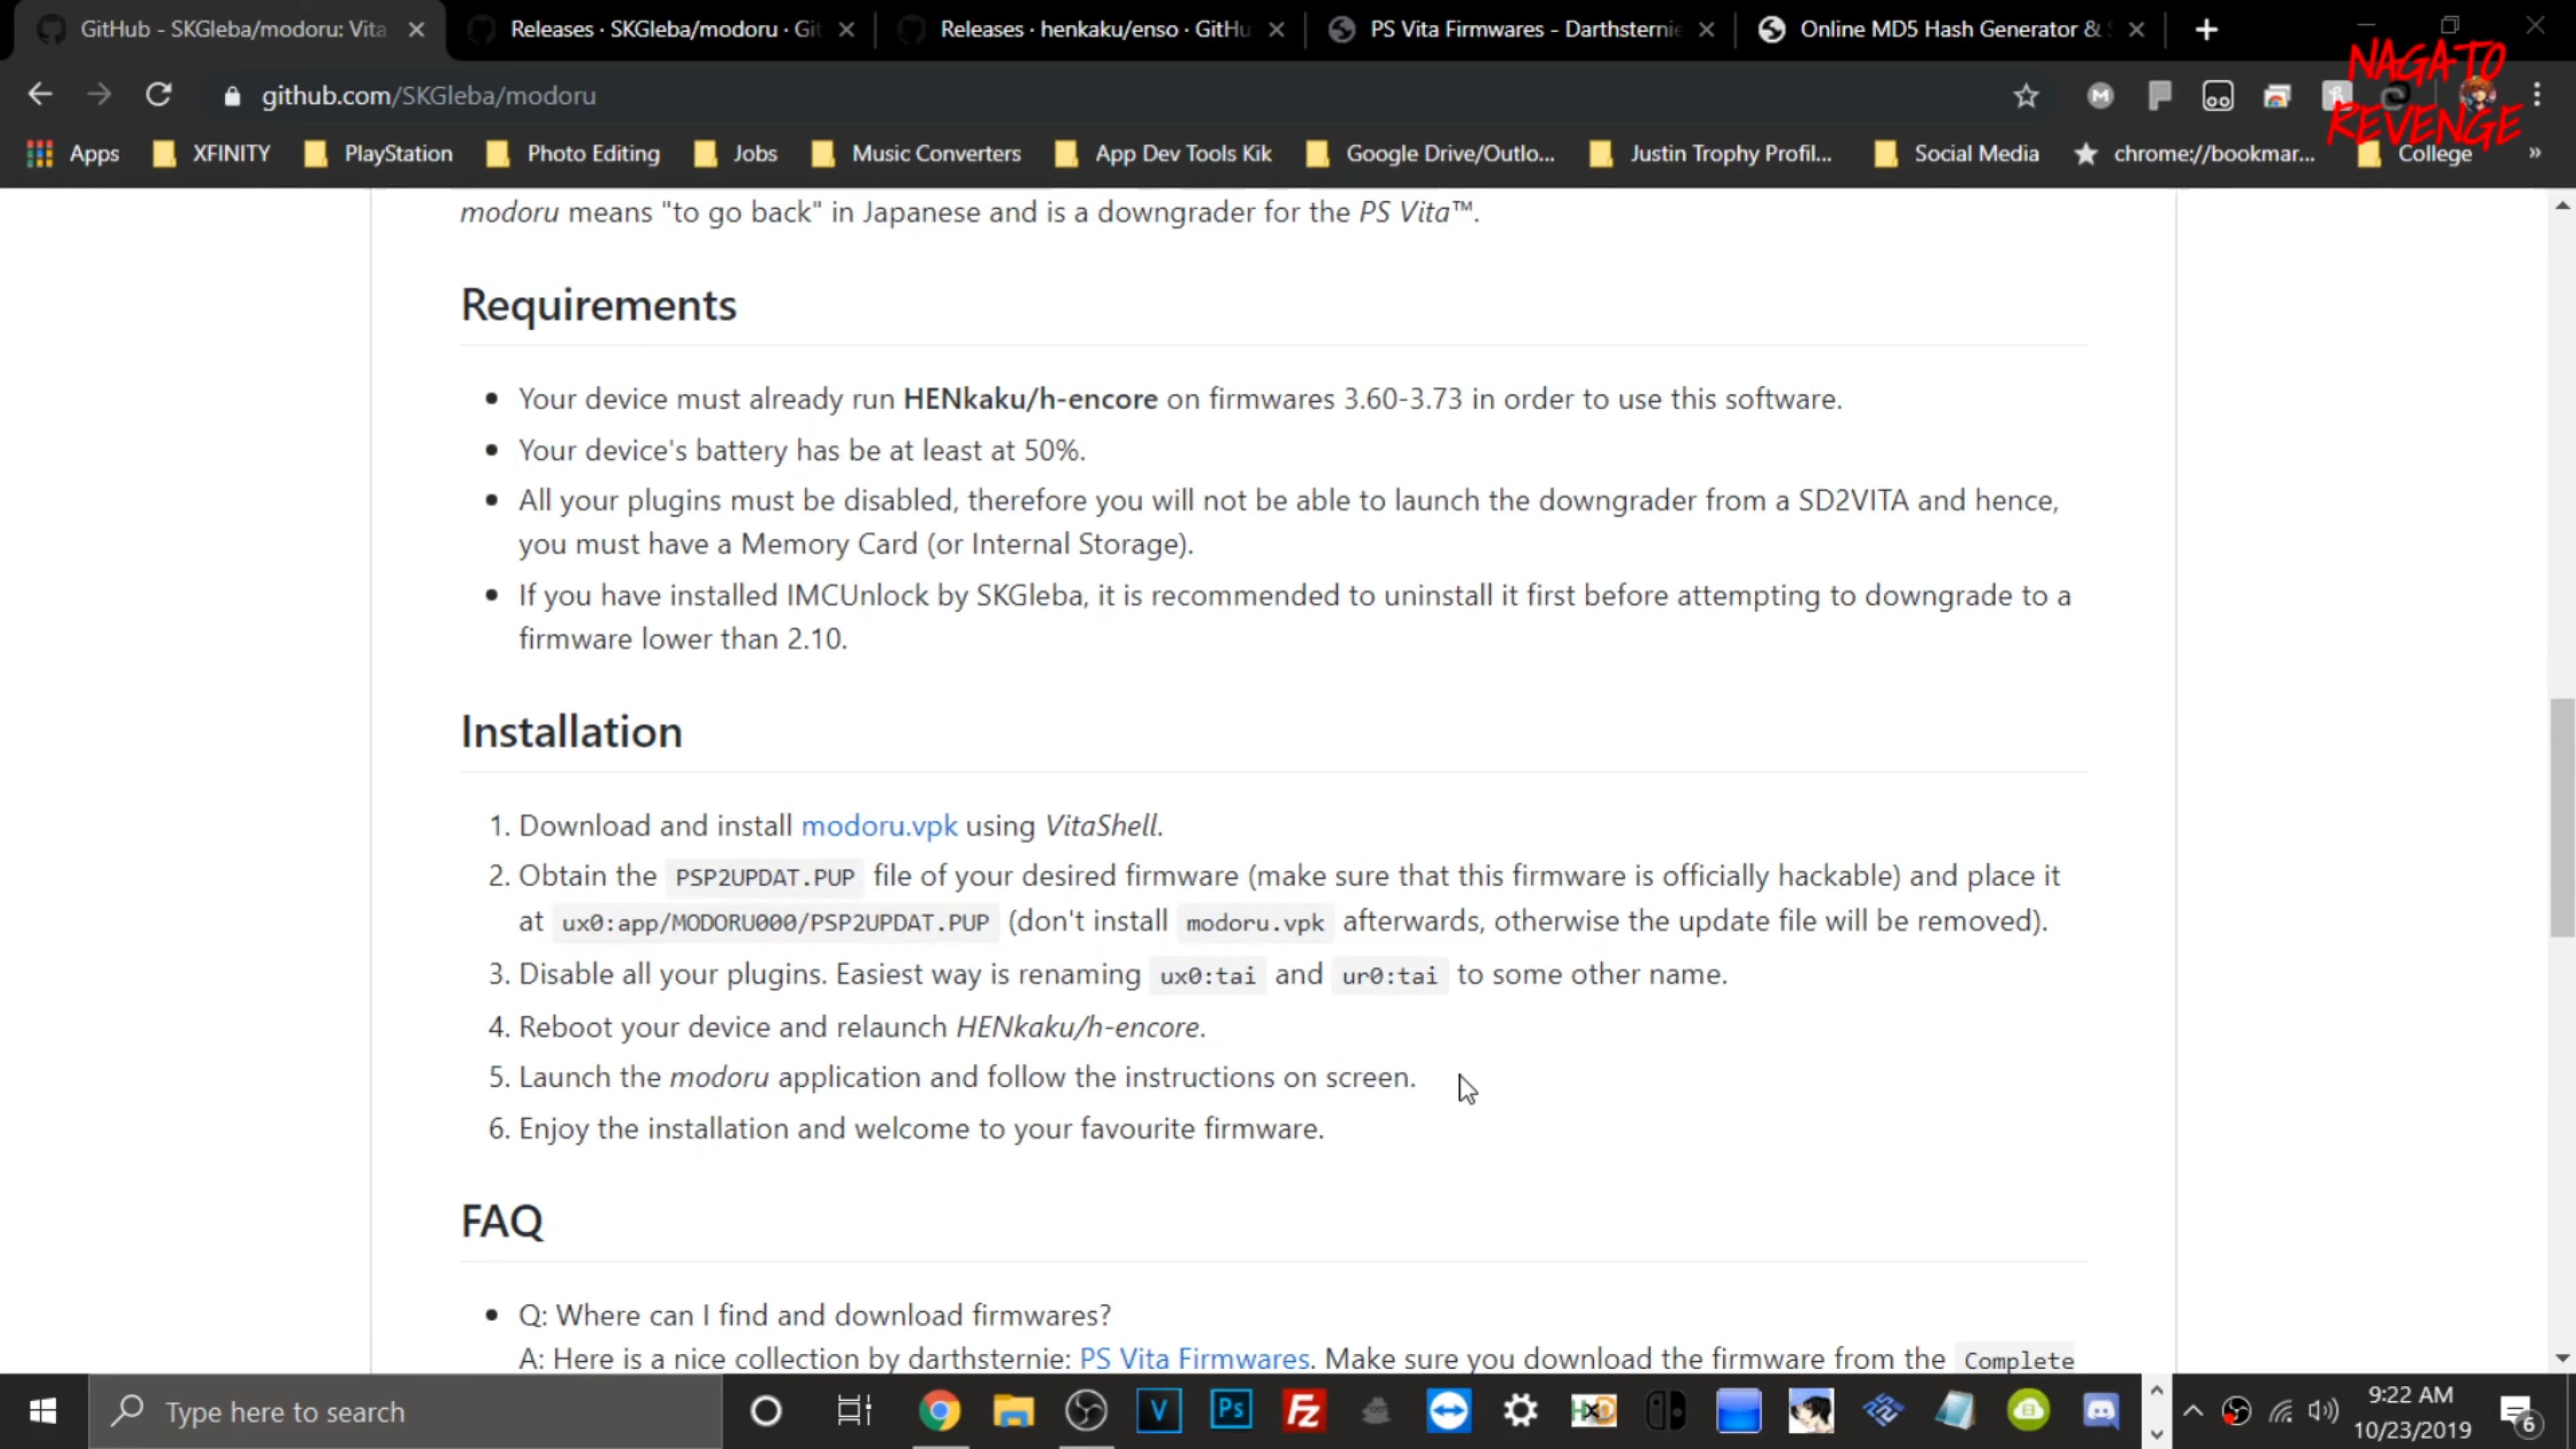 GitHub - SKGleba/modoru: Vita
Releases · SKGleba/modoru · Git
Releases · henkaku/enso · GitHu
PS Vita Firmwares - Darthsternie
Online MD5 Hash Generator & S
github.com/SKGleba/modoru
NAGATO
REVENGE
Apps
XFINITY
PlayStation
Photo Editing
Jobs
Music Converters
App Dev Tools Kik
Google Drive/Outlo...
Justin Trophy Profil...
Social Media
chrome://bookmar...
College
»
modoru means "to go back" in Japanese and is a downgrader for the PS Vita™.
Requirements
• Your device must already run HENkaku/h-encore on firmwares 3.60-3.73 in order to use this software.
• Your device's battery has be at least at 50%.
• All your plugins must be disabled, therefore you will not be able to launch the downgrader from a SD2VITA and hence,
you must have a Memory Card (or Internal Storage).
• If you have installed IMCUnlock by SKGleba, it is recommended to uninstall it first before attempting to downgrade to a
firmware lower than 2.10.
Installation
1. Download and install modoru.vpk using VitaShell.
2. Obtain the PSP2UPDAT.PUP file of your desired firmware (make sure that this firmware is officially hackable) and place it
at ux0:app/MODORU000/PSP2UPDAT.PUP (don't install modoru.vpk afterwards, otherwise the update file will be removed).
3. Disable all your plugins. Easiest way is renaming ux0:tai and ur0:tai to some other name.
4. Reboot your device and relaunch HENkaku/h-encore.
5. Launch the modoru application and follow the instructions on screen.
6. Enjoy the installation and welcome to your favourite firmware.
FAQ
• Q: Where can I find and download firmwares?
A: Here is a nice collection by darthsternie: PS Vita Firmwares. Make sure you download the firmware from the Complete
Type here to search
V
Ps
Fz
HxD
9:22 AM
10/23/2019
6